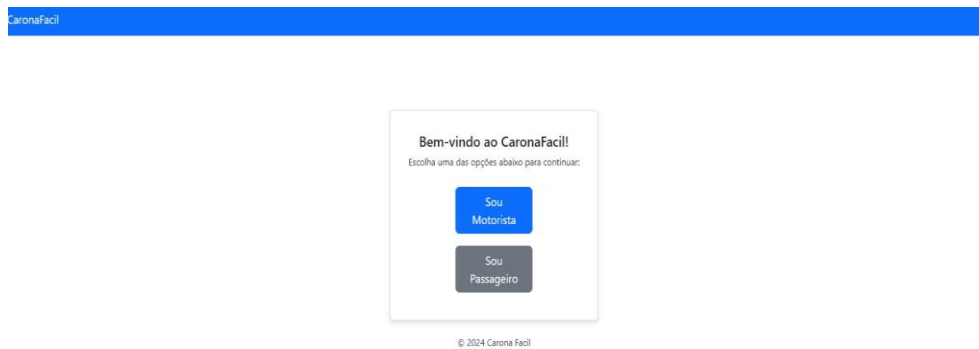 CaronaFacil
Bem-vindo ao CaronaFacil!
Escolha uma das opções abaixo para continuar:
Sou
Motorista
Sou
Passageiro
© 2024 Carona Facil